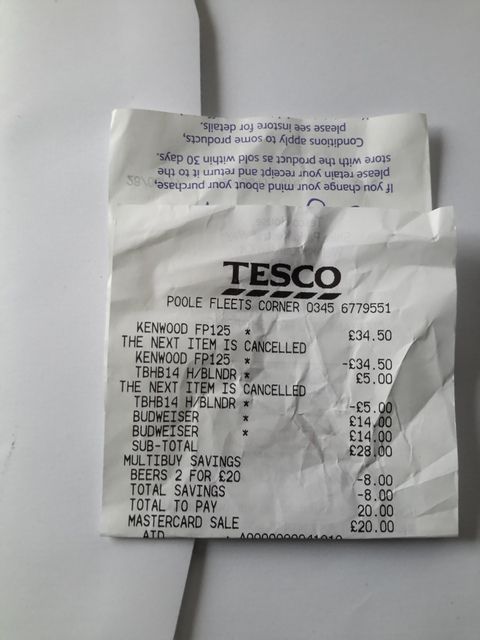 please see instore for details.
Conditions apply to some products,
store with the product as sold within 30 days.
please retain your receipt and return it to the
If you change your mind about your purchase,
TESCO
POOLE FLEETS CORNER 0345 6779551
KENWOOD FP125 * £34.50
THE NEXT ITEM IS CANCELLED
KENWOOD FP125 * -£34.50
TBHB14 H/BLNDR * £5.00
THE NEXT ITEM IS CANCELLED
TBHB14 H/BLNDR * -£5.00
BUDWEISER * £14.00
BUDWEISER * £14.00
SUB-TOTAL £28.00
MULTIBUY SAVINGS
BEERS 2 FOR £20 -8.00
TOTAL SAVINGS -8.00
TOTAL TO PAY 20.00
MASTERCARD SALE £20.00
AID : A0000000041010